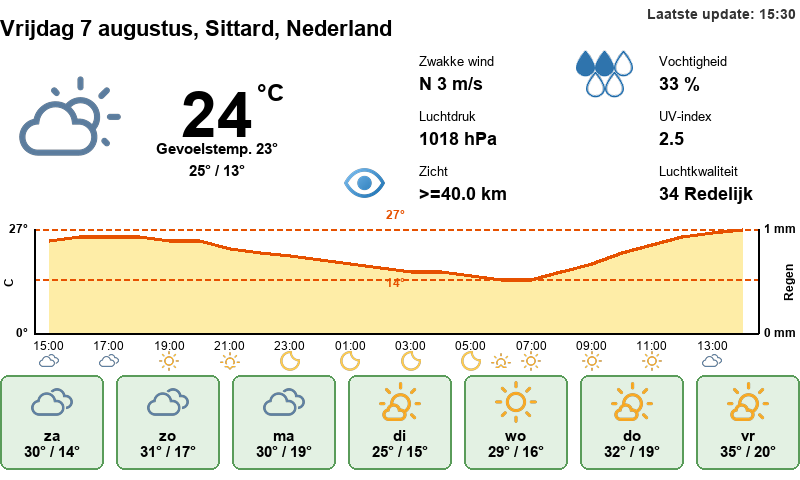 Laatste update: 15:30
Vrijdag 7 augustus, Sittard, Nederland
24 °C
Gevoelstemp. 23°
25° / 13°
Zwakke wind
N 3 m/s
Luchtdruk
1018 hPa
Zicht
>=40.0 km
Vochtigheid
33 %
UV-index
2.5
Luchtkwaliteit
34 Redelijk
27°
27°
1 mm
C
14°
Regen
0°
0 mm
15:00 17:00 19:00 21:00 23:00 01:00 03:00 05:00 07:00 09:00 11:00 13:00
za
30° / 14°
zo
31° / 17°
ma
30° / 19°
di
25° / 15°
wo
29° / 16°
do
32° / 19°
vr
35° / 20°